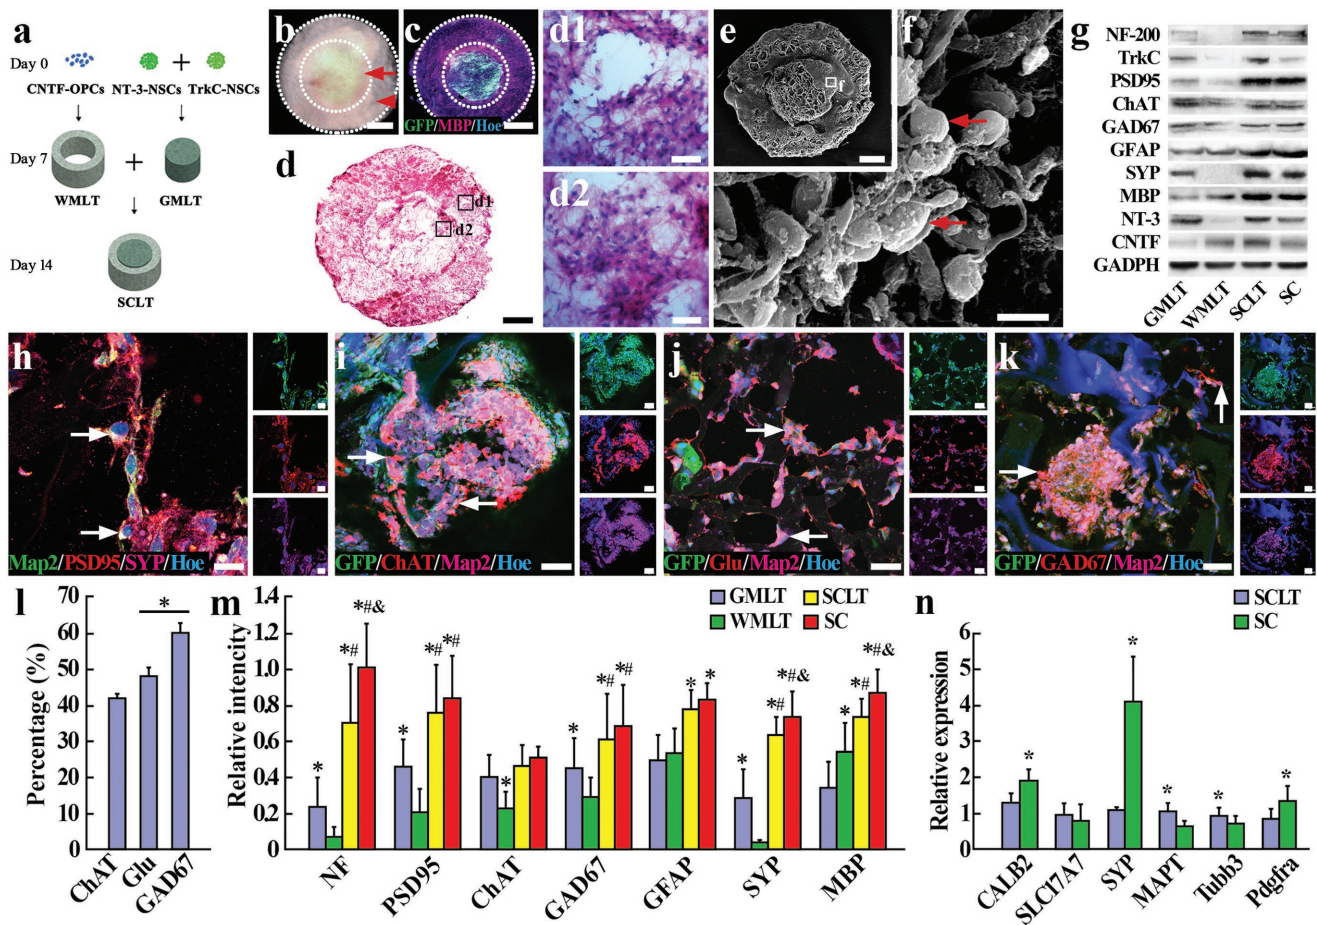 a
Day 0
CNTF-OPCs
NT-3-NSCs
TrkC-NSCs
Day 7
WMLT
GMLT
Day 14
SCLT
b
c
GFP/MBP/Hoe
d
d1
d2
d1
d2
e
f
f
g
NF-200
TrkC
PSD95
ChAT
GAD67
GFAP
SYP
MBP
NT-3
CNTF
GADPH
GMLT
WMLT
SCLT
SC
h
Map2/PSD95/SYP/Hoe
i
GFP/ChAT/Map2/Hoe
j
GFP/Glu/Map2/Hoe
k
GFP/GAD67/Map2/Hoe
l
Percentage (%)
70
60
50
40
30
20
10
0
*
ChAT
Glu
GAD67
m
Relative intencity
1.4
1.2
1.0
0.8
0.6
0.4
0.2
0
GMLT
WMLT
SCLT
SC
*
*#
*#&
*
*#
*#
*
*
*#
*#
*
*
*
*#
*#&
*
*#
*#&
NF
PSD95
ChAT
GAD67
GFAP
SYP
MBP
n
SCLT
SC
Relative expression
6
5
4
3
2
1
0
*
*
*
*
*
CALB2
SLC17A7
SYP
MAPT
Tubb3
Pdgfra